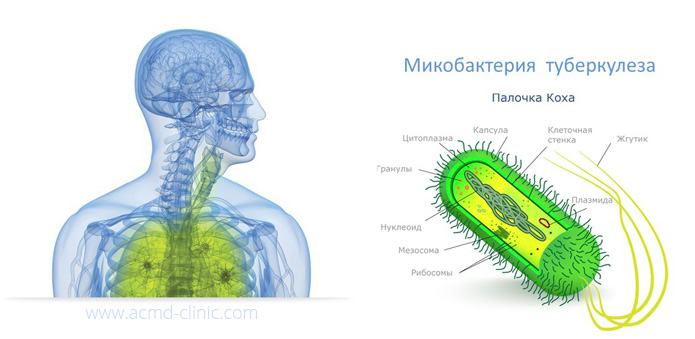 Микобактерия туберкулеза
Палочка Коха
Цитоплазма
Капсула
Клеточная
стенка
Жгутик
Гранулы
Плазмида
Нуклеоид
Мезосома
Рибосомы
www.acmd-clinic.com